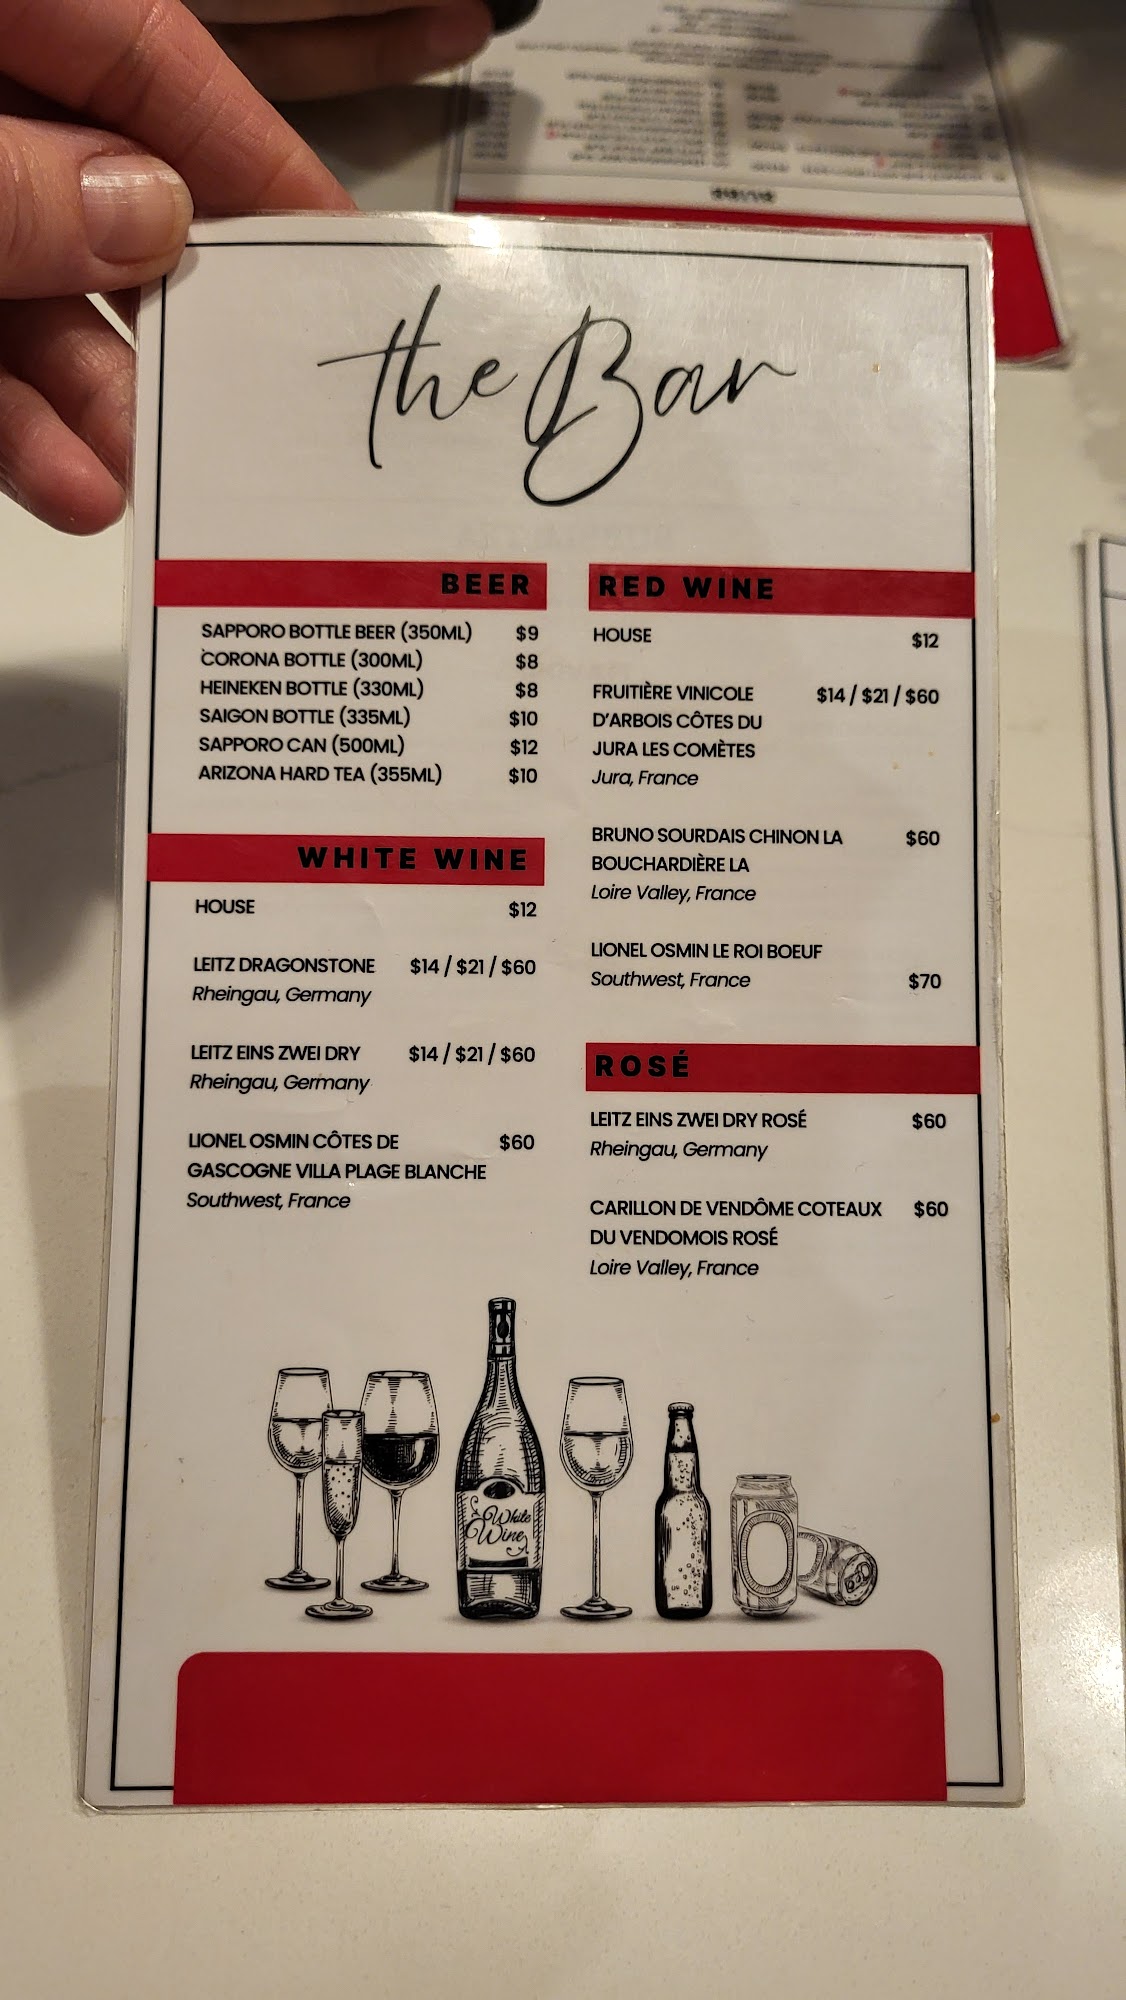 the Bar
BEER
SAPPORO BOTTLE BEER (350ML) $9
CORONA BOTTLE (300ML) $8
HEINEKEN BOTTLE (330ML) $8
SAIGON BOTTLE (335ML) $10
SAPPORO CAN (500ML) $12
ARIZONA HARD TEA (355ML) $10
WHITE WINE
HOUSE $12
LEITZ DRAGONSTONE $14 / $21 / $60
Rheingau, Germany
LEITZ EINS ZWEI DRY $14 / $21 / $60
Rheingau, Germany
LIONEL OSMIN CÔTES DE $60
GASCOGNE VILLA PLAGE BLANCHE
Southwest, France
RED WINE
HOUSE $12
FRUITIÈRE VINICOLE $14 / $21 / $60
D'ARBOIS CÔTES DU
JURA LES COMÈTES
Jura, France
BRUNO SOURDAIS CHINON LA $60
BOUCHARDIÈRE LA
Loire Valley, France
LIONEL OSMIN LE ROI BOEUF
Southwest, France $70
ROSÉ
LEITZ EINS ZWEI DRY ROSÉ $60
Rheingau, Germany
CARILLON DE VENDÔME COTEAUX $60
DU VENDOMOIS ROSÉ
Loire Valley, France
White
Wine